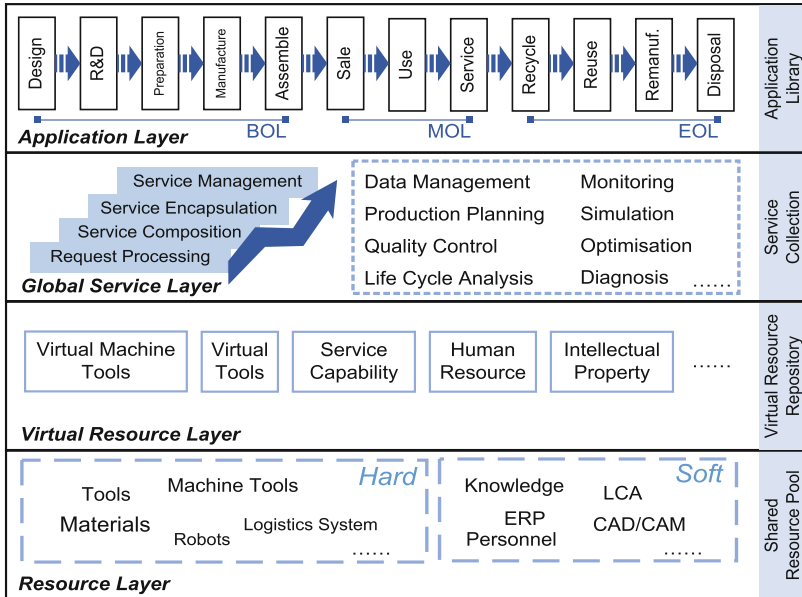 Design
R&D
Preparation
Manufacture
Assemble
Sale
Use
Service
Recycle
Reuse
Remanuf.
Disposal
BOL
MOL
EOL
Application Layer
Application
Library
Service Management
Service Encapsulation
Service Composition
Request Processing
Global Service Layer
Data Management
Monitoring
Production Planning
Simulation
Quality Control
Optimisation
Life Cycle Analysis
Diagnosis
......
Service
Collection
Virtual Machine
Tools
Virtual
Tools
Service
Capability
Human
Resource
Intellectual
Property
......
Virtual Resource Layer
Virtual Resource
Repository
Hard
Tools
Machine Tools
Materials
Robots
Logistics System
......
Soft
Knowledge
LCA
ERP
CAD/CAM
Personnel
......
Resource Layer
Shared
Resource Pool